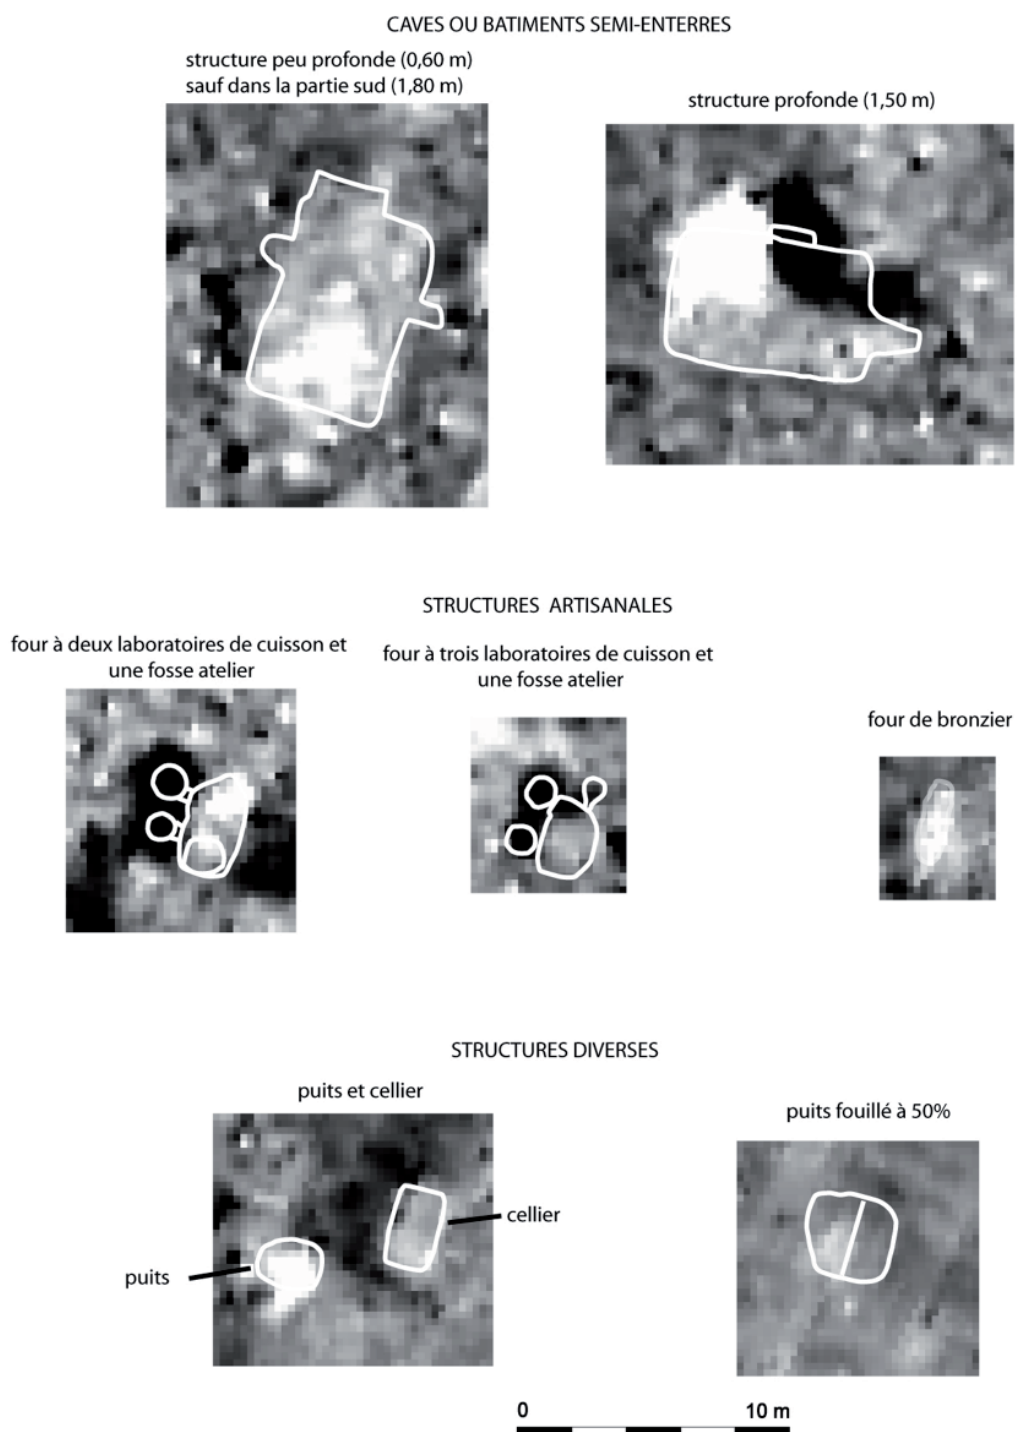 CAVES OU BATIMENTS SEMI-ENTERRES
structure peu profonde (0,60 m)
sauf dans la partie sud (1,80 m)
structure profonde (1,50 m)
STRUCTURES ARTISANALES
four à deux laboratoires de cuisson et
une fosse atelier
four à trois laboratoires de cuisson et
une fosse atelier
four de bronzier
STRUCTURES DIVERSES
puits et cellier
puits fouillé à 50%
cellier
puits
0 10 m